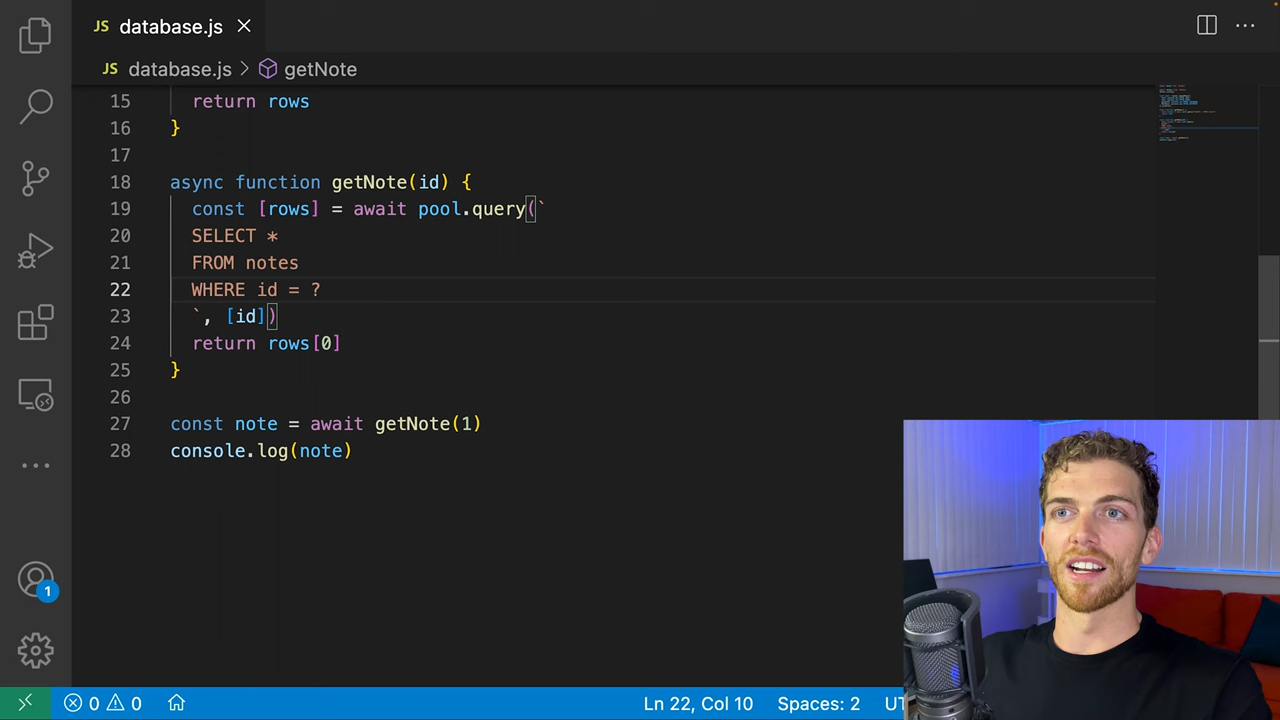 JS database.js
JS database.js > getNote
15 return rows
16 }
17
18 async function getNote(id) {
19 const [rows] = await pool.query(`
20 SELECT *
21 FROM notes
22 WHERE id = ?
23 `, [id])
24 return rows[0]
25 }
26
27 const note = await getNote(1)
28 console.log(note)
1
0 0 Ln 22, Col 10 Spaces: 2 UT